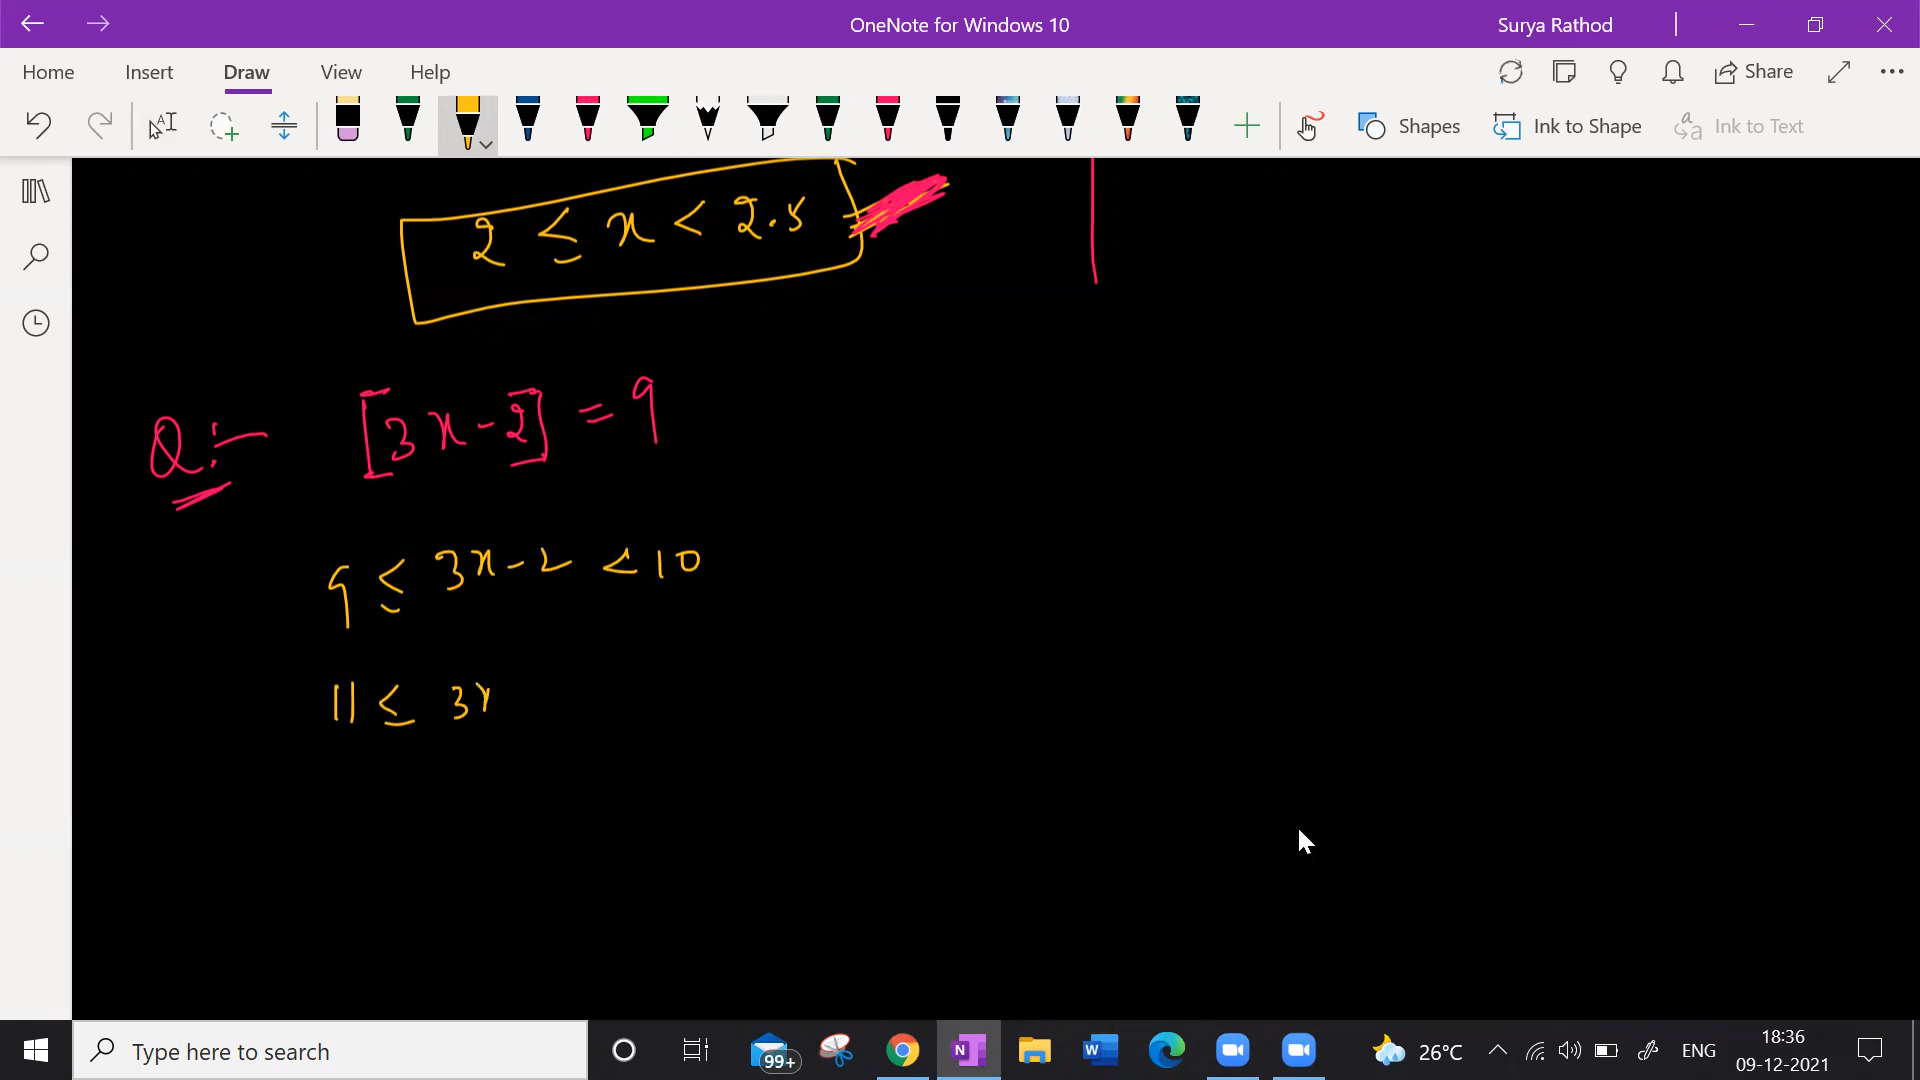 OneNote for Windows 10
Surya Rathod
Home Insert Draw View Help
Share
Shapes Ink to Shape Ink to Text
2 ≤ x < 2.5
Q:- [3x-2] = 9
9 ≤ 3x-2 < 10
11 ≤ 3x
Type here to search
99+
26°C
ENG
18:36
09-12-2021